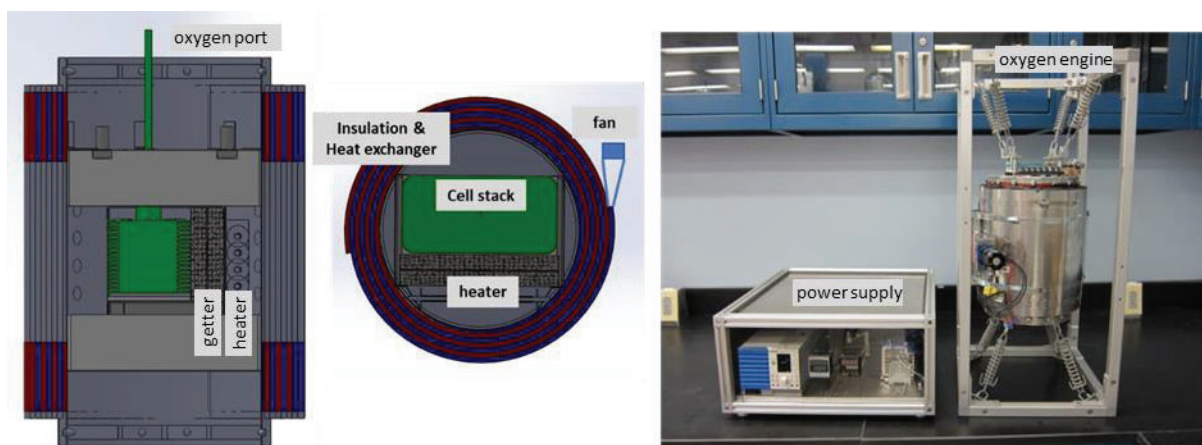 oxygen port
getter
heater
Insulation &
Heat exchanger
fan
Cell stack
heater
oxygen engine
power supply